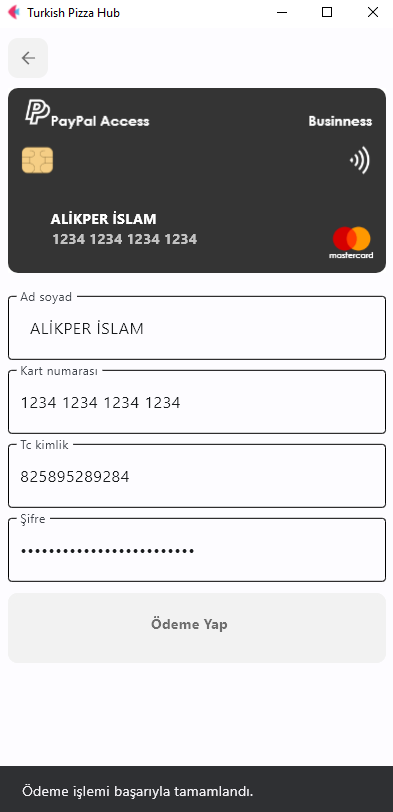 Turkish Pizza Hub
PayPal Access
Businness
ALİKPER İSLAM
1234 1234 1234 1234
mastercard
Ad soyad
ALİKPER İSLAM
Kart numarası
1234 1234 1234 1234
Tc kimlik
825895289284
Şifre
•••••••••••••••••••••••••
Ödeme Yap
Ödeme işlemi başarıyla tamamlandı.